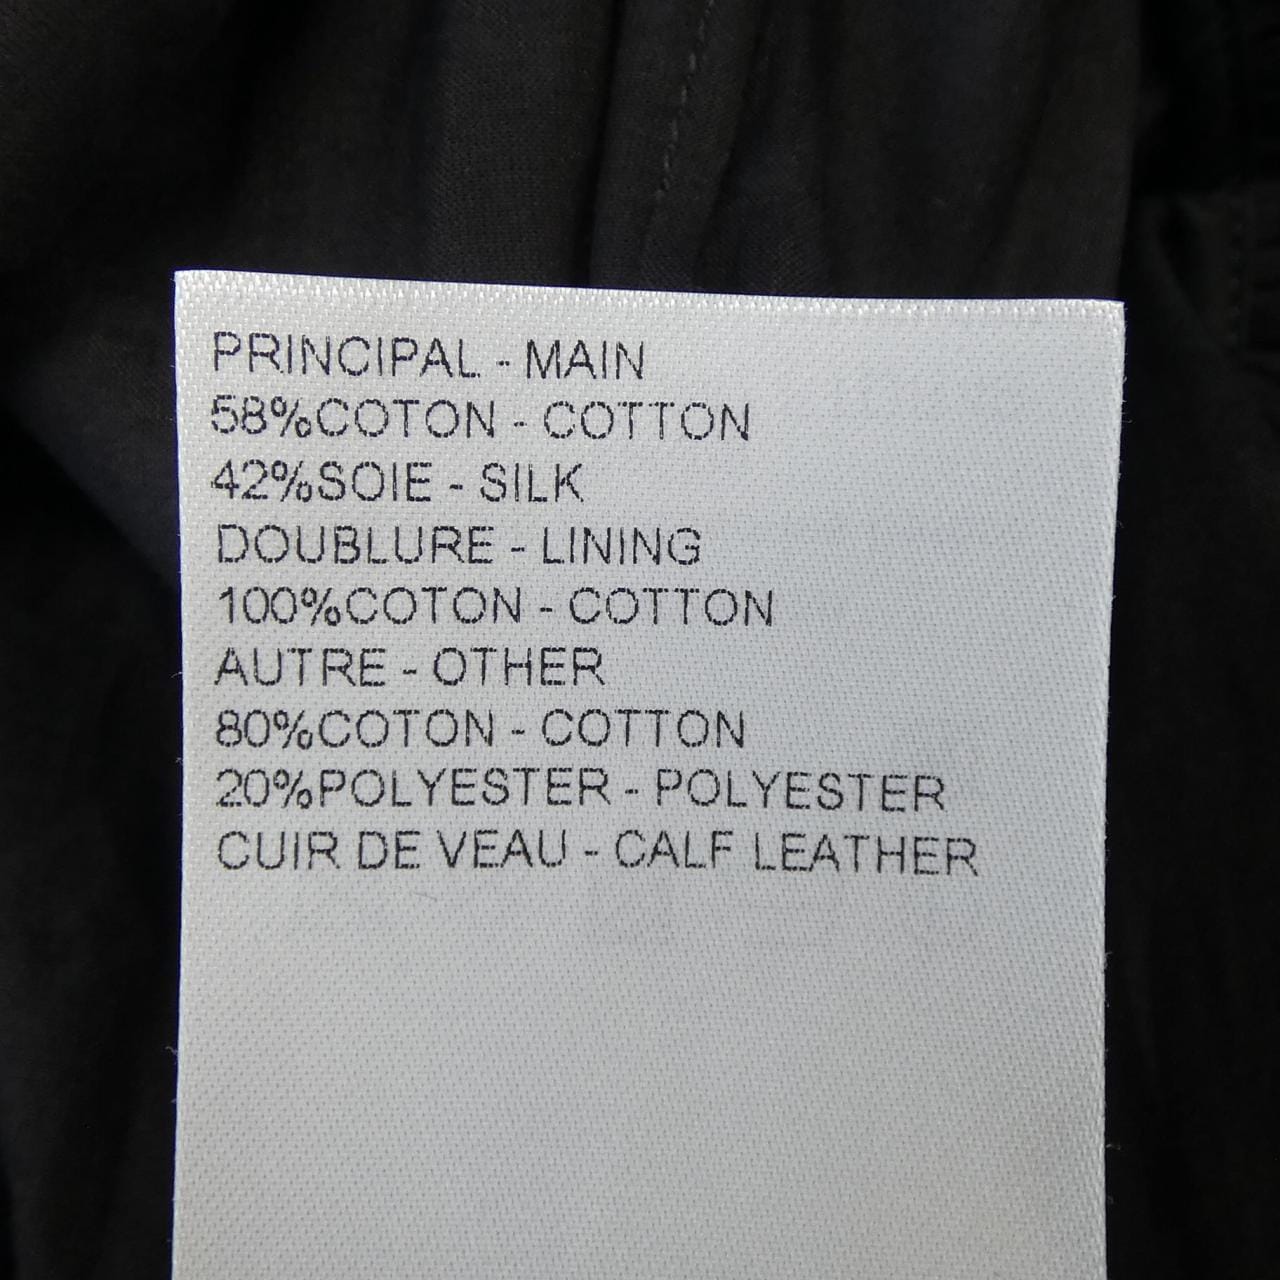 PRINCIPAL - MAIN
58%COTON - COTTON
42%SOIE - SILK
DOUBLURE - LINING
100%COTON - COTTON
AUTRE - OTHER
80%COTON - COTTON
20%POLYESTER - POLYESTER
CUIR DE VEAU - CALF LEATHER